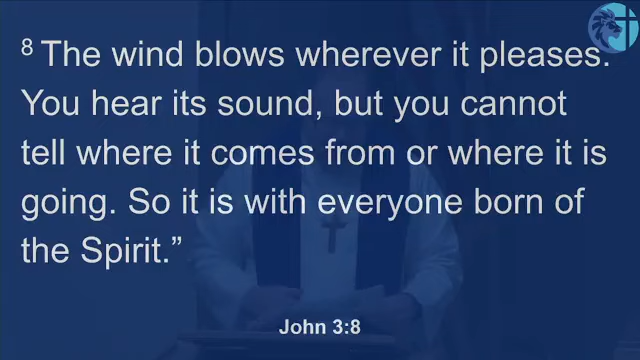 8 The wind blows wherever it pleases.
You hear its sound, but you cannot
tell where it comes from or where it is
going. So it is with everyone born of
the Spirit.”
John 3:8